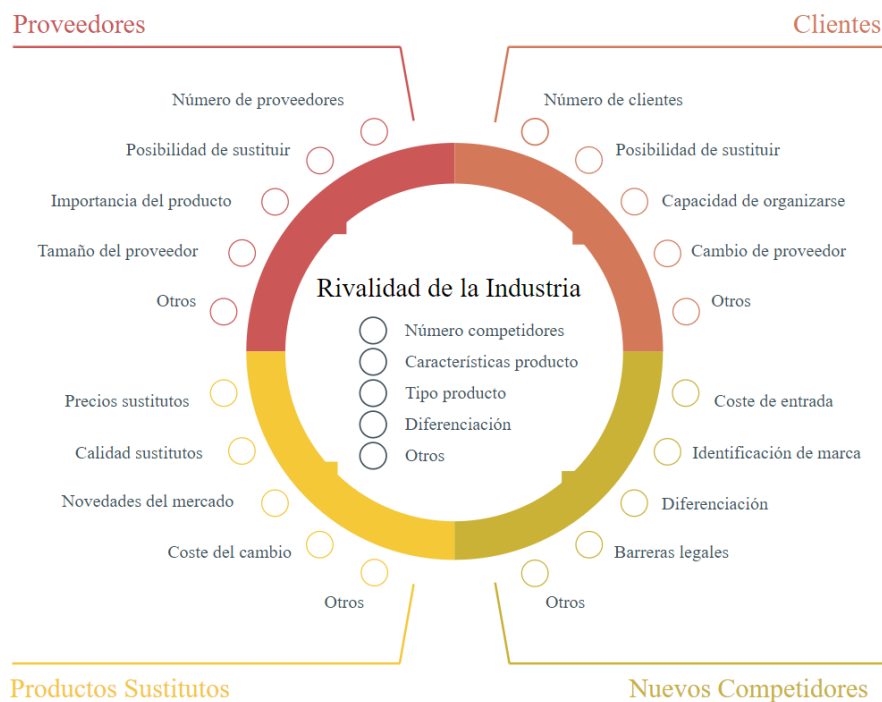 Proveedores
Número de proveedores
Posibilidad de sustituir
Importancia del producto
Tamaño del proveedor
Otros
Clientes
Número de clientes
Posibilidad de sustituir
Capacidad de organizarse
Cambio de proveedor
Otros
Rivalidad de la Industria
Número competidores
Características producto
Tipo producto
Diferenciación
Otros
Precios sustitutos
Calidad sustitutos
Novedades del mercado
Coste del cambio
Otros
Productos Sustitutos
Coste de entrada
Identificación de marca
Diferenciación
Barreras legales
Otros
Nuevos Competidores